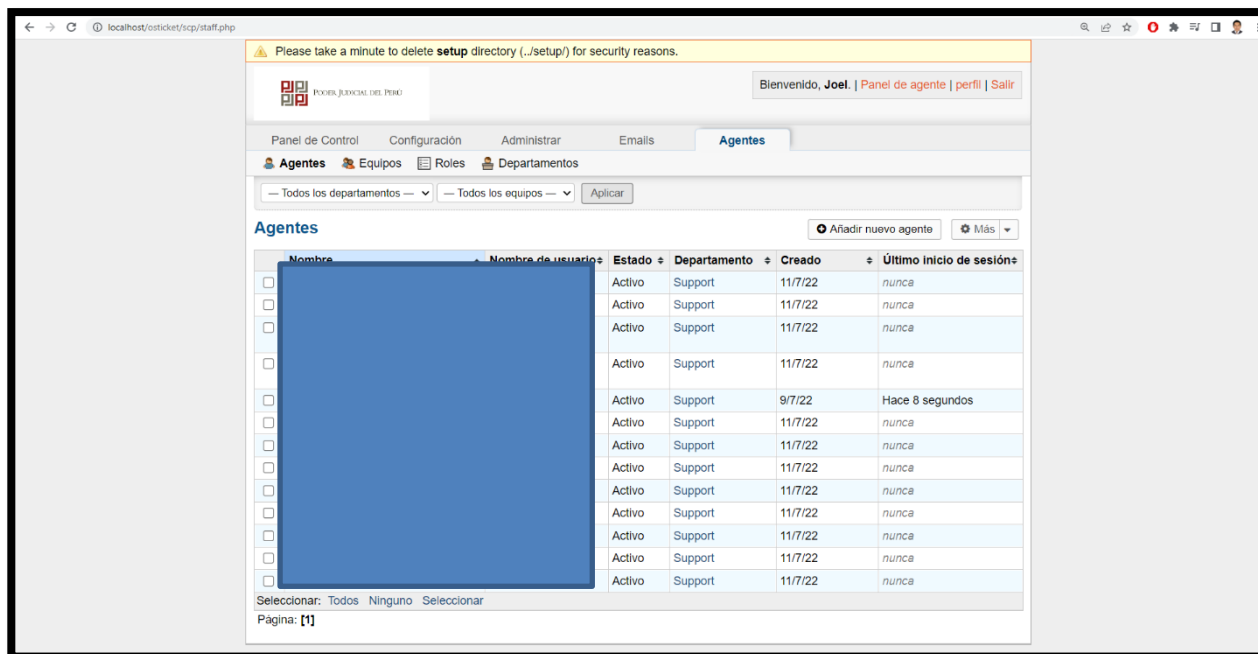 localhost/osticket/scp/staff.php
Please take a minute to delete setup directory (../setup/) for security reasons.
PODER JUDICIAL DEL PERÚ
Bienvenido, Joel. | Panel de agente | perfil | Salir
Panel de Control Configuración Administrar Emails Agentes
Agentes Equipos Roles Departamentos
— Todos los departamentos — — Todos los equipos — Aplicar
Agentes Añadir nuevo agente Más
Nombre Nombre de usuario Estado Departamento Creado Último inicio de sesión
Activo Support 11/7/22 nunca
Activo Support 11/7/22 nunca
Activo Support 11/7/22 nunca
Activo Support 11/7/22 nunca
Activo Support 9/7/22 Hace 8 segundos
Activo Support 11/7/22 nunca
Activo Support 11/7/22 nunca
Activo Support 11/7/22 nunca
Activo Support 11/7/22 nunca
Activo Support 11/7/22 nunca
Activo Support 11/7/22 nunca
Activo Support 11/7/22 nunca
Activo Support 11/7/22 nunca
Seleccionar: Todos Ninguno Seleccionar
Página: [1]